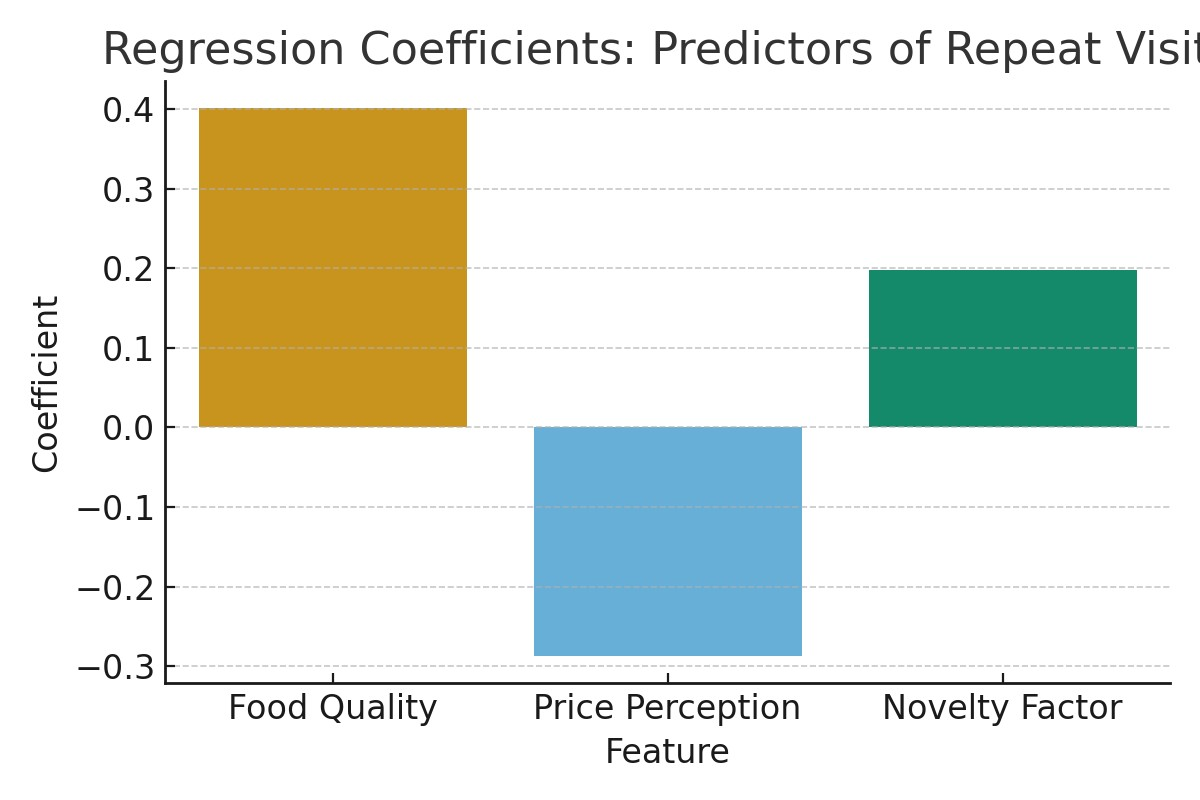 Regression Coefficients: Predictors of Repeat Visit
0.4
0.3
0.2
0.1
0.0
−0.1
−0.2
−0.3
Coefficient
Food Quality Price Perception Novelty Factor
Feature